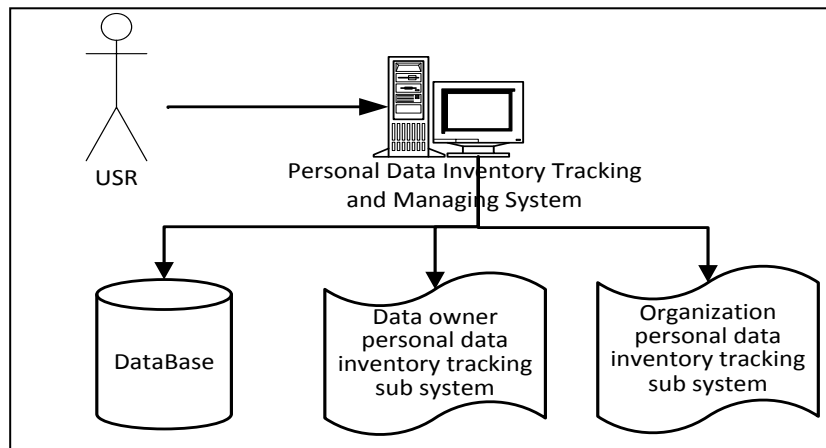 USR
Personal Data Inventory Tracking
and Managing System
DataBase
Data owner
personal data
inventory tracking
sub system
Organization
personal data
inventory tracking
sub system